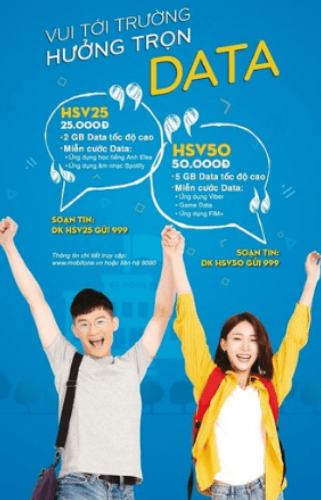 VUI TỚI TRƯỜNG
HƯỞNG TRỌN
DATA
HSV25
25.000Đ
• 2 GB Data tốc độ cao
• Miễn cước Data:
• Ứng dụng học tiếng Anh Elsa
• Ứng dụng âm nhạc Spotify
SOẠN TIN:
DK HSV25 GỬI 999
HSV50
50.000Đ
• 5 GB Data tốc độ cao
• Miễn cước Data:
• Ứng dụng Viber
• Game Data
• Ứng dụng FIM+
SOẠN TIN:
DK HSV50 GỬI 999
Thông tin chi tiết truy cập:
www.mobifone.vn hoặc liên hệ 9090